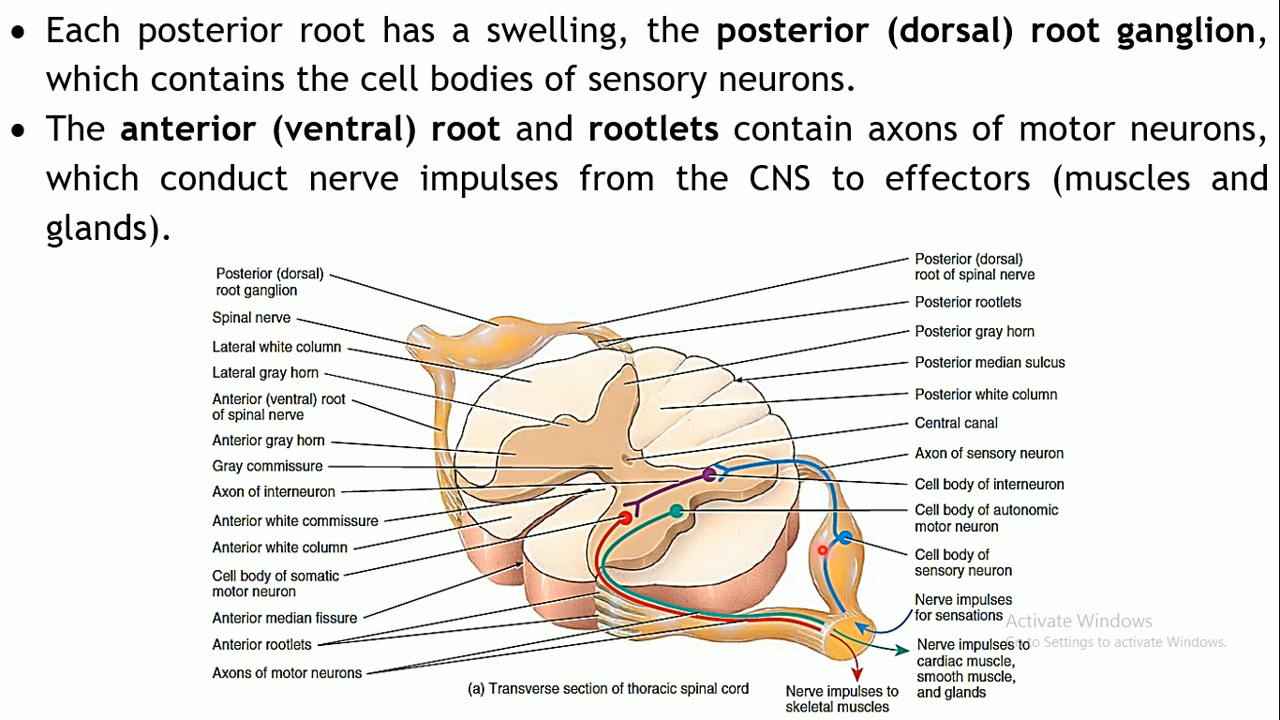 • Each posterior root has a swelling, the posterior (dorsal) root ganglion,
which contains the cell bodies of sensory neurons.
• The anterior (ventral) root and rootlets contain axons of motor neurons,
which conduct nerve impulses from the CNS to effectors (muscles and
glands).
Posterior (dorsal)
root ganglion
Spinal nerve
Lateral white column
Lateral gray horn
Anterior (ventral) root
of spinal nerve
Anterior gray horn
Gray commissure
Axon of interneuron
Anterior white commissure
Anterior white column
Cell body of somatic
motor neuron
Anterior median fissure
Anterior rootlets
Axons of motor neurons
Posterior (dorsal)
root of spinal nerve
Posterior rootlets
Posterior gray horn
Posterior median sulcus
Posterior white column
Central canal
Axon of sensory neuron
Cell body of interneuron
Cell body of autonomic
motor neuron
Cell body of
sensory neuron
Nerve impulses
for sensations
Nerve impulses to
cardiac muscle,
smooth muscle,
and glands
Nerve impulses to
skeletal muscles
(a) Transverse section of thoracic spinal cord
Activate Windows
Go to Settings to activate Windows.